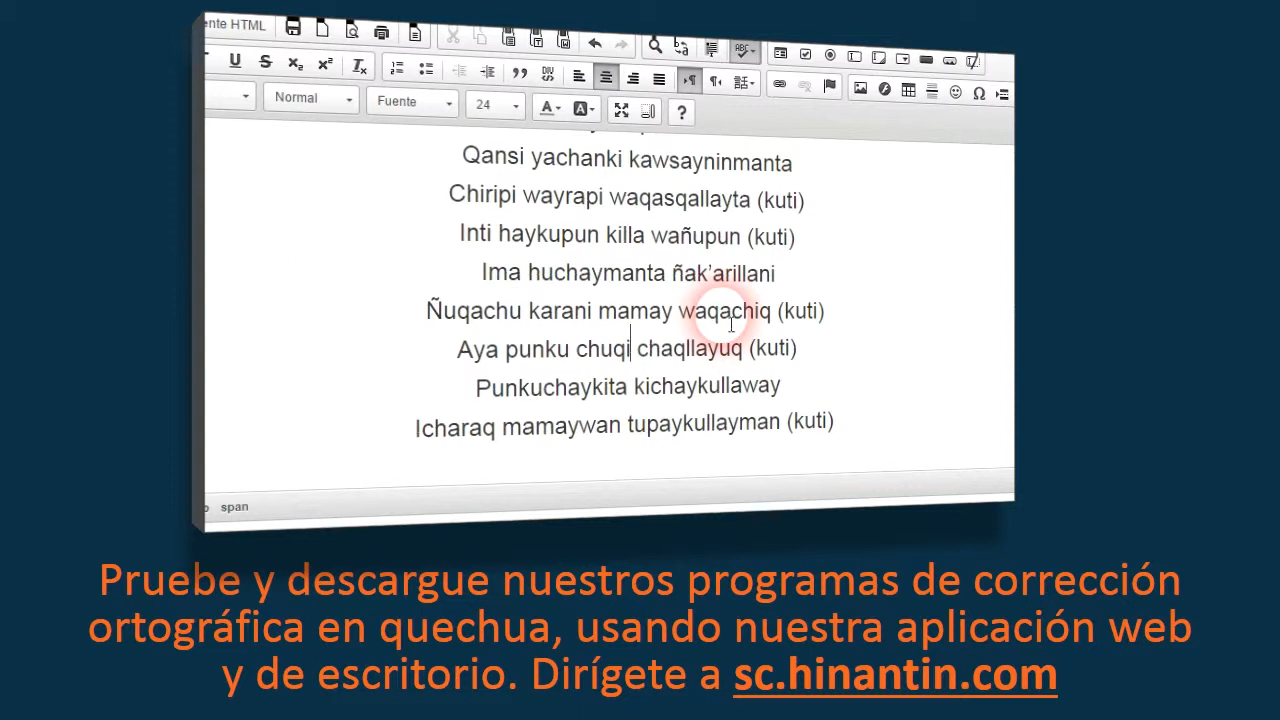 ente HTML
Normal Fuente 24
Qansi yachanki kawsayninmanta
Chiripi wayrapi waqasqallayta (kuti)
Inti haykupun killa wañupun (kuti)
Ima huchaymanta ñak'arillani
Ñuqachu karani mamay waqachiq (kuti)
Aya punku chuqi chaqllayuq (kuti)
Punkuchaykita kichaykullaway
Icharaq mamaywan tupaykullayman (kuti)
span
Pruebe y descargue nuestros programas de corrección
ortográfica en quechua, usando nuestra aplicación web
y de escritorio. Dirígete a sc.hinantin.com